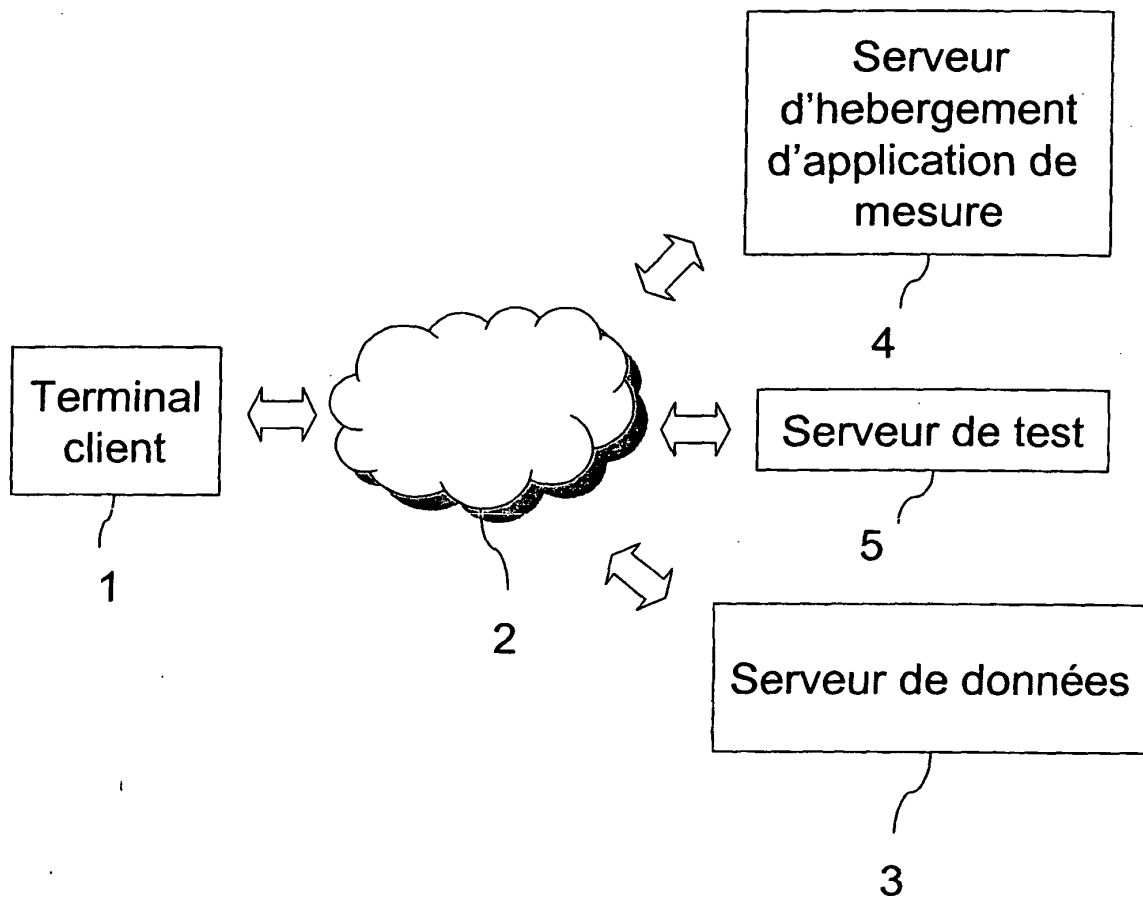 Serveur
d'hebergement
d'application de
mesure
4
Terminal
client
1
2
Serveur de test
5
Serveur de données
3